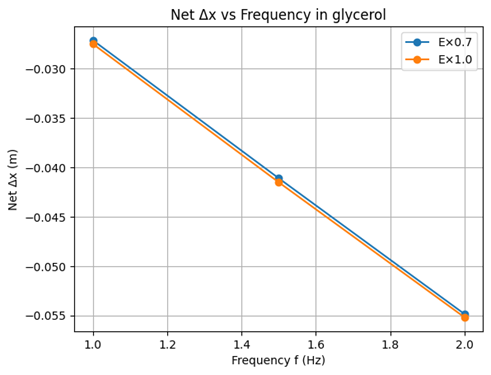 Net Δx vs Frequency in glycerol
E×0.7
E×1.0
−0.030
−0.035
−0.040
−0.045
−0.050
−0.055
Net Δx (m)
1.0 1.2 1.4 1.6 1.8 2.0
Frequency f (Hz)